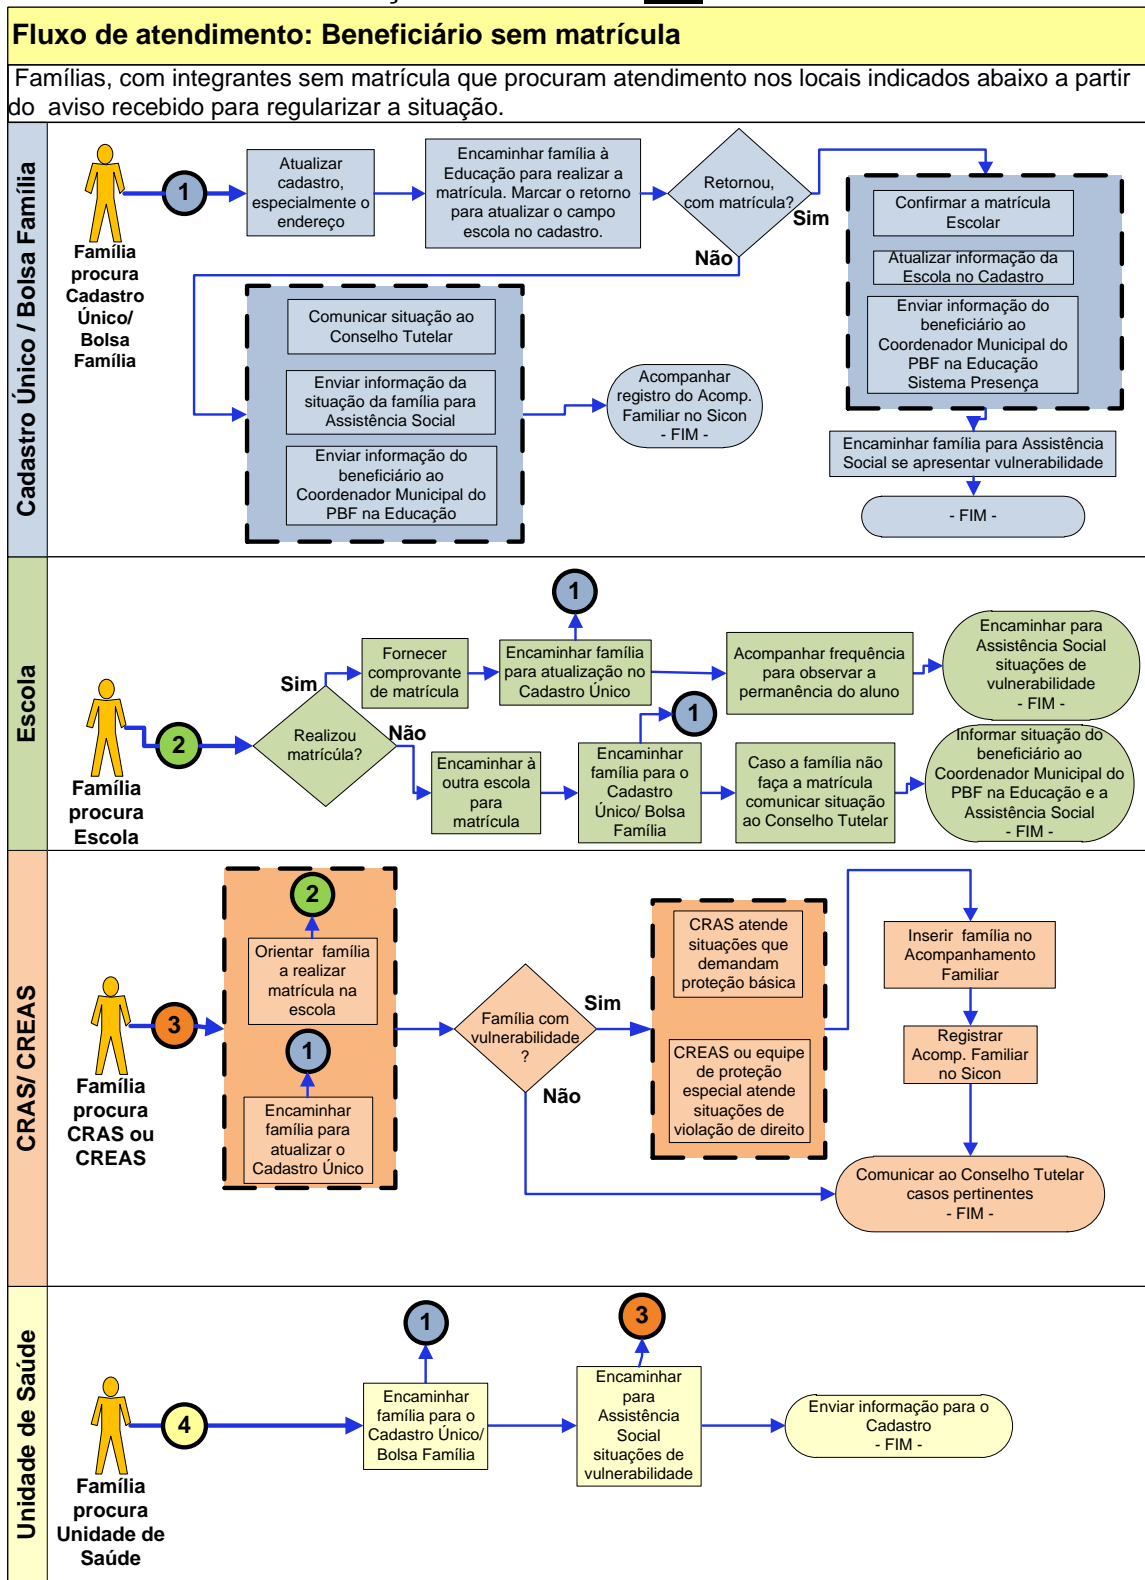 Fluxo de atendimento: Beneficiário sem matrícula
Famílias, com integrantes sem matrícula que procuram atendimento nos locais indicados abaixo a partir
do aviso recebido para regularizar a situação.
Cadastro Único / Bolsa Família
Família
procura
Cadastro
Único/
Bolsa
Família
1
Atualizar
cadastro,
especialmente o
endereço
Encaminhar família à
Educação para realizar a
matrícula. Marcar o retorno
para atualizar o campo
escola no cadastro.
Retornou,
com matrícula?
Sim
Não
Confirmar a matrícula
Escolar
Atualizar informação da
Escola no Cadastro
Enviar informação do
beneficiário ao
Coordenador Municipal do
PBF na Educação
Sistema Presença
Encaminhar família para Assistência
Social se apresentar vulnerabilidade
- FIM -
Comunicar situação ao
Conselho Tutelar
Enviar informação da
situação da família para
Assistência Social
Enviar informação do
beneficiário ao
Coordenador Municipal do
PBF na Educação
Acompanhar
registro do Acomp.
Familiar no Sicon
- FIM -
Escola
Família
procura
Escola
2
Realizou
matrícúla?
Sim
Não
Fornecer
comprovante
de matrícula
Encaminhar família
para atualização no
Cadastro Único
1
Acompanhar frequência
para observar a
permanência do aluno
Encaminhar para
Assistência Social
situações de
vulnerabilidade
- FIM -
Encaminhar à
outra escola
para
matrícula
Encaminhar
família para o
Cadastro
Único/ Bolsa
Família
1
Caso a família não
faça a matrícula
comunicar situação
ao Conselho Tutelar
Informar situação do
beneficiário ao
Coordenador Municipal do
PBF na Educação e a
Assistência Social
- FIM -
CRAS/ CREAS
Família
procura
CRAS ou
CREAS
3
2
Orientar família
a realizar
matrícula na
escola
1
Encaminhar
família para
atualizar o
Cadastro Único
Família com
vulnerabilidade
?
Sim
Não
CRAS atende
situações que
demandam
proteção básica
CREAS ou equipe
de proteção
especial atende
situações de
violação de direito
Inserir família no
Acompanhamento
Familiar
Registrar
Acomp. Familiar
no Sicon
Comunicar ao Conselho Tutelar
casos pertinentes
- FIM -
Unidade de Saúde
Família
procura
Unidade de
Saúde
4
1
Encaminhar
família para o
Cadastro Único/
Bolsa Família
3
Encaminhar
para
Assistência
Social
situações de
vulnerabilidade
Enviar informação para o
Cadastro
- FIM -